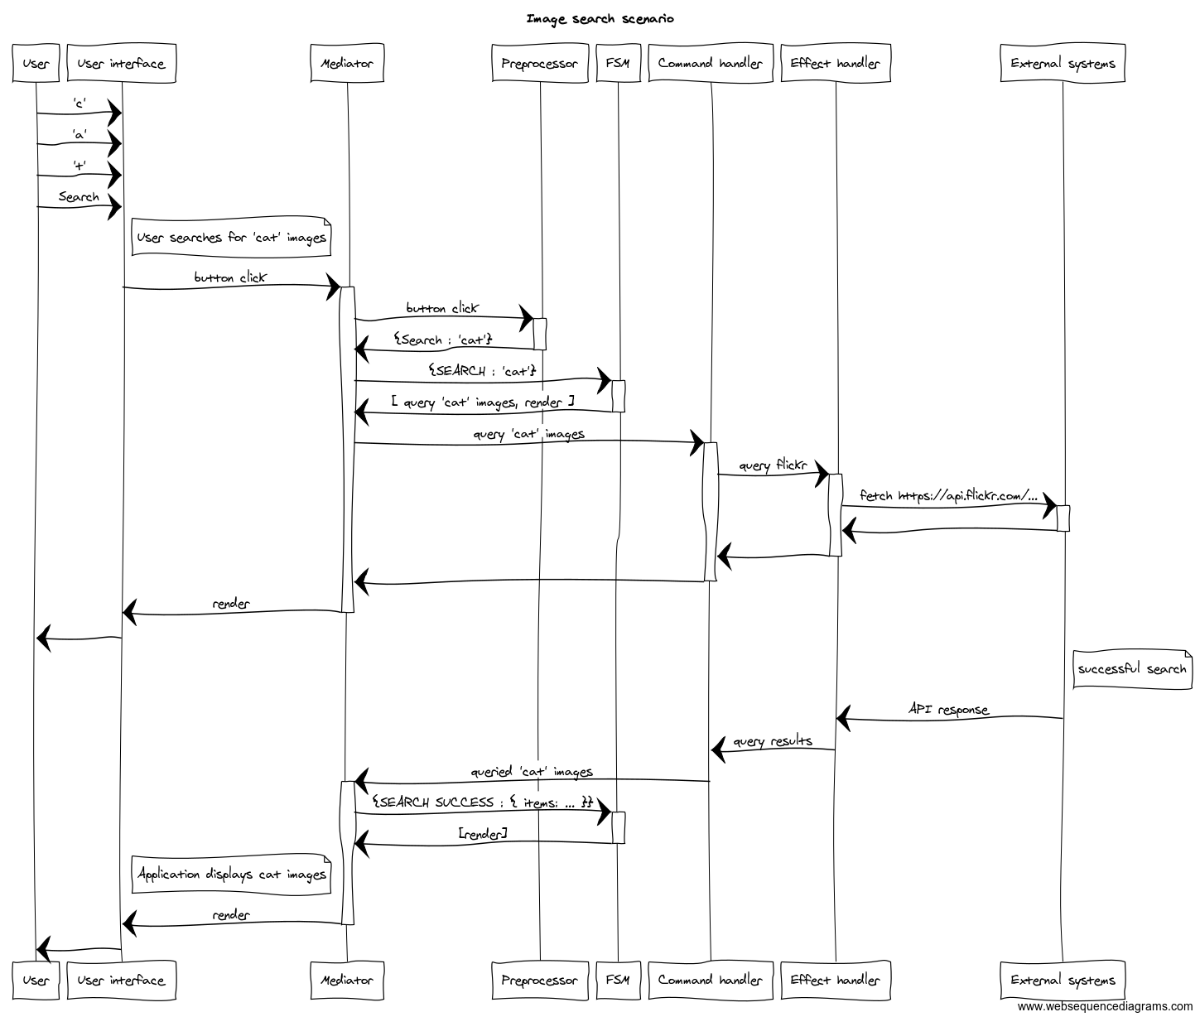 Image search scenario
User
User interface
Mediator
Preprocessor
FSM
Command handler
Effect handler
External systems
'c'
'a'
't'
Search
User searches for 'cat' images
button click
button click
{Search : 'cat'}
{SEARCH : 'cat'}
[ query 'cat' images, render ]
query 'cat' images
query flickr
fetch https://api.flickr.com/...
render
successful search
API response
query results
queried 'cat' images
{SEARCH SUCCESS : { items: ... }}
[render]
Application displays cat images
render
User
User interface
Mediator
Preprocessor
FSM
Command handler
Effect handler
External systems
www.websequencediagrams.com